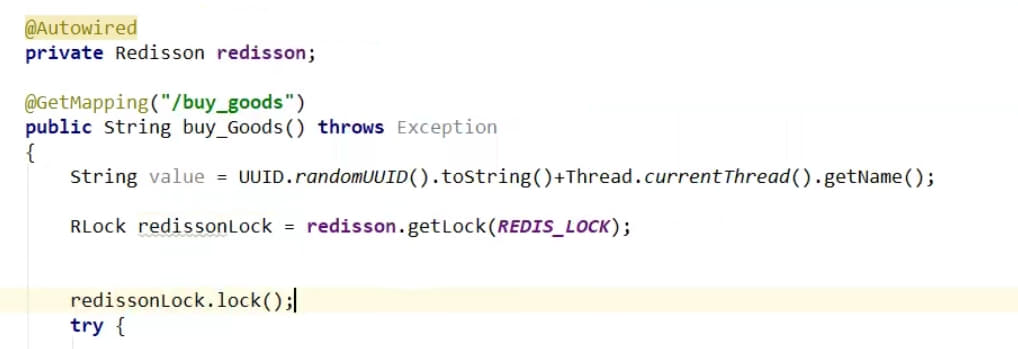 @Autowired
private Redisson redisson;
@GetMapping("/buy_goods")
public String buy_Goods() throws Exception
{
String value = UUID.randomUUID().toString()+Thread.currentThread().getName();
RLock redissonLock = redisson.getLock(REDIS_LOCK);
redissonLock.lock();
try {